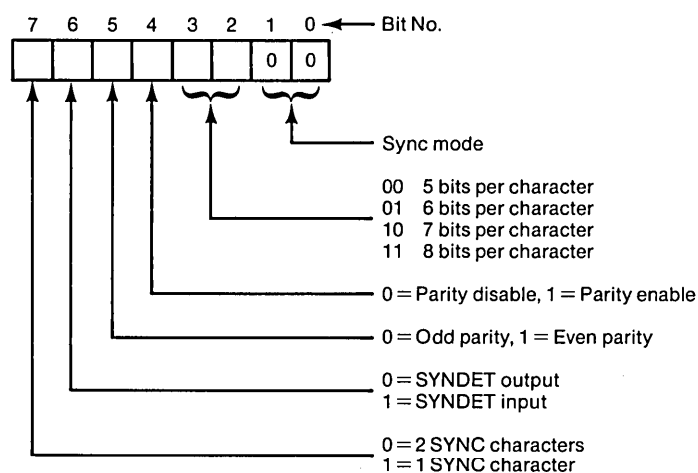 7 6 5 4 3 2 1 0 Bit No.
0 0
Sync mode
00 5 bits per character
01 6 bits per character
10 7 bits per character
11 8 bits per character
0 = Parity disable, 1 = Parity enable
0 = Odd parity, 1 = Even parity
0 = SYNDET output
1 = SYNDET input
0 = 2 SYNC characters
1 = 1 SYNC character